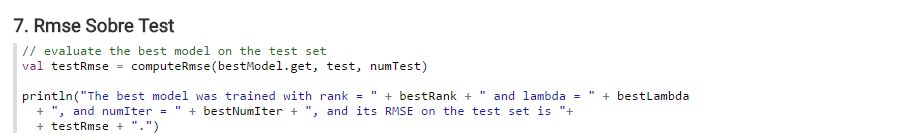 7. Rmse Sobre Test
// evaluate the best model on the test set
val testRmse = computeRmse(bestModel.get, test, numTest)
println("The best model was trained with rank = " + bestRank + " and lambda = " + bestLambda
+ ", and numIter = " + bestNumIter + ", and its RMSE on the test set is "+
+ testRmse + ".")